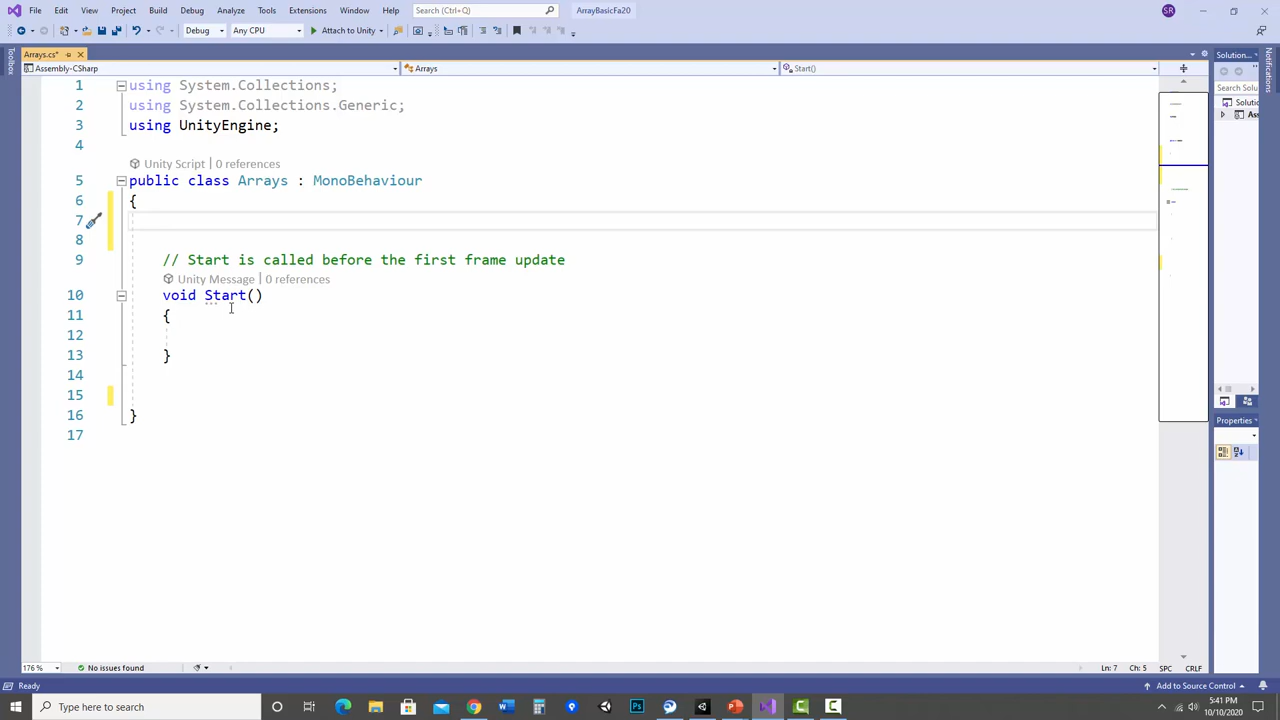 File Edit View Project Build Debug Analyze Tools Extensions Window Help Search (Ctrl+Q) ArrayBasicFa20 SR
Debug Any CPU Attach to Unity
Arrays.cs*
Toolbox
Assembly-CSharp Arrays Start()
1 using System.Collections;
2 using System.Collections.Generic;
3 using UnityEngine;
4
Unity Script | 0 references
5 public class Arrays : MonoBehaviour
6 {
7
8
9 // Start is called before the first frame update
Unity Message | 0 references
10 void Start()
11 {
12
13 }
14
15
16 }
17
176 % No issues found Ln: 7 Ch: 5 SPC CRLF
Solution...
Search Solu
Solutio
Ass
Properties
Notifications
Ready Add to Source Control
Type here to search
5:41 PM
10/10/2020